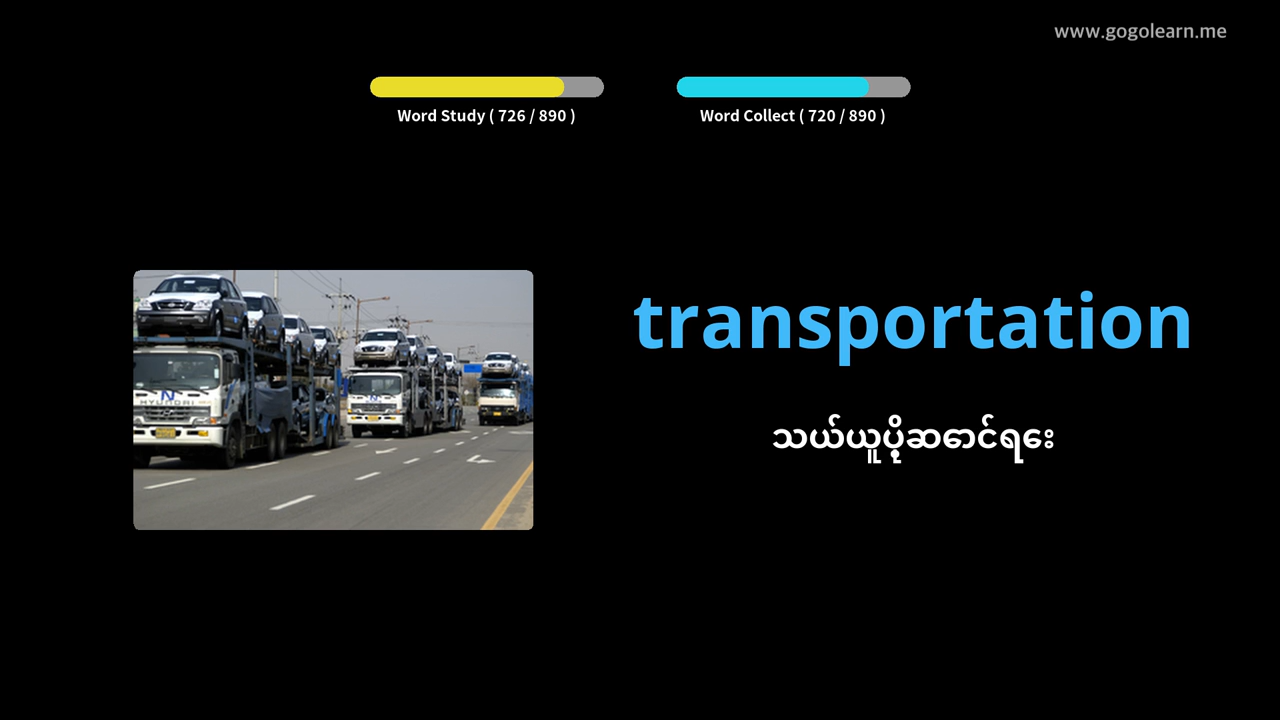 www.gogolearn.me
Word Study ( 726 / 890 )
Word Collect ( 720 / 890 )
transportation
သယ်ယူပို့ဆောင်ရေး
HYUNDAI